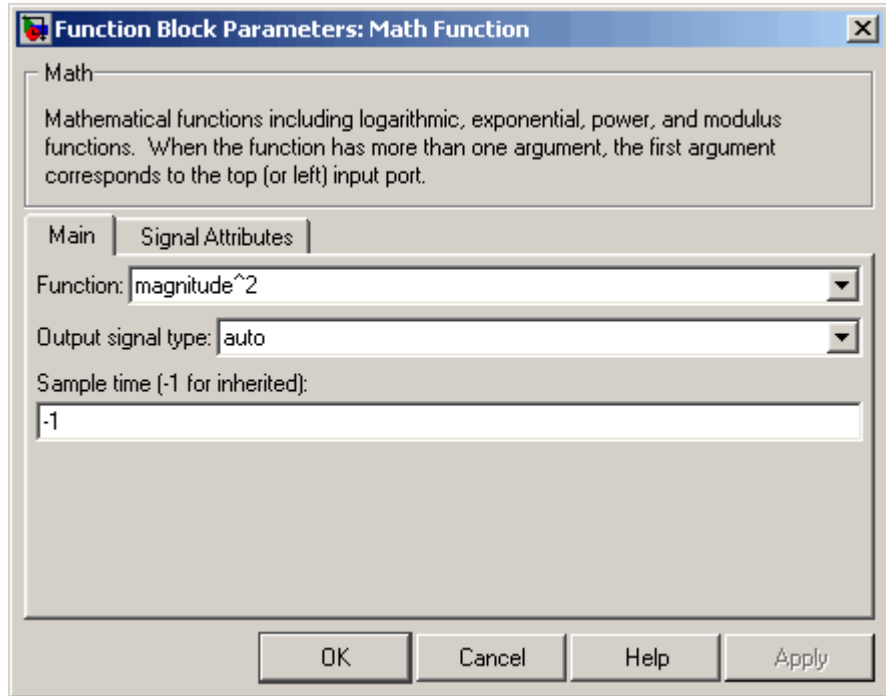 Function Block Parameters: Math Function
Math
Mathematical functions including logarithmic, exponential, power, and modulus
functions.  When the function has more than one argument, the first argument
corresponds to the top (or left) input port.
Main
Signal Attributes
Function: magnitude^2
Output signal type: auto
Sample time (-1 for inherited):
-1
OK
Cancel
Help
Apply